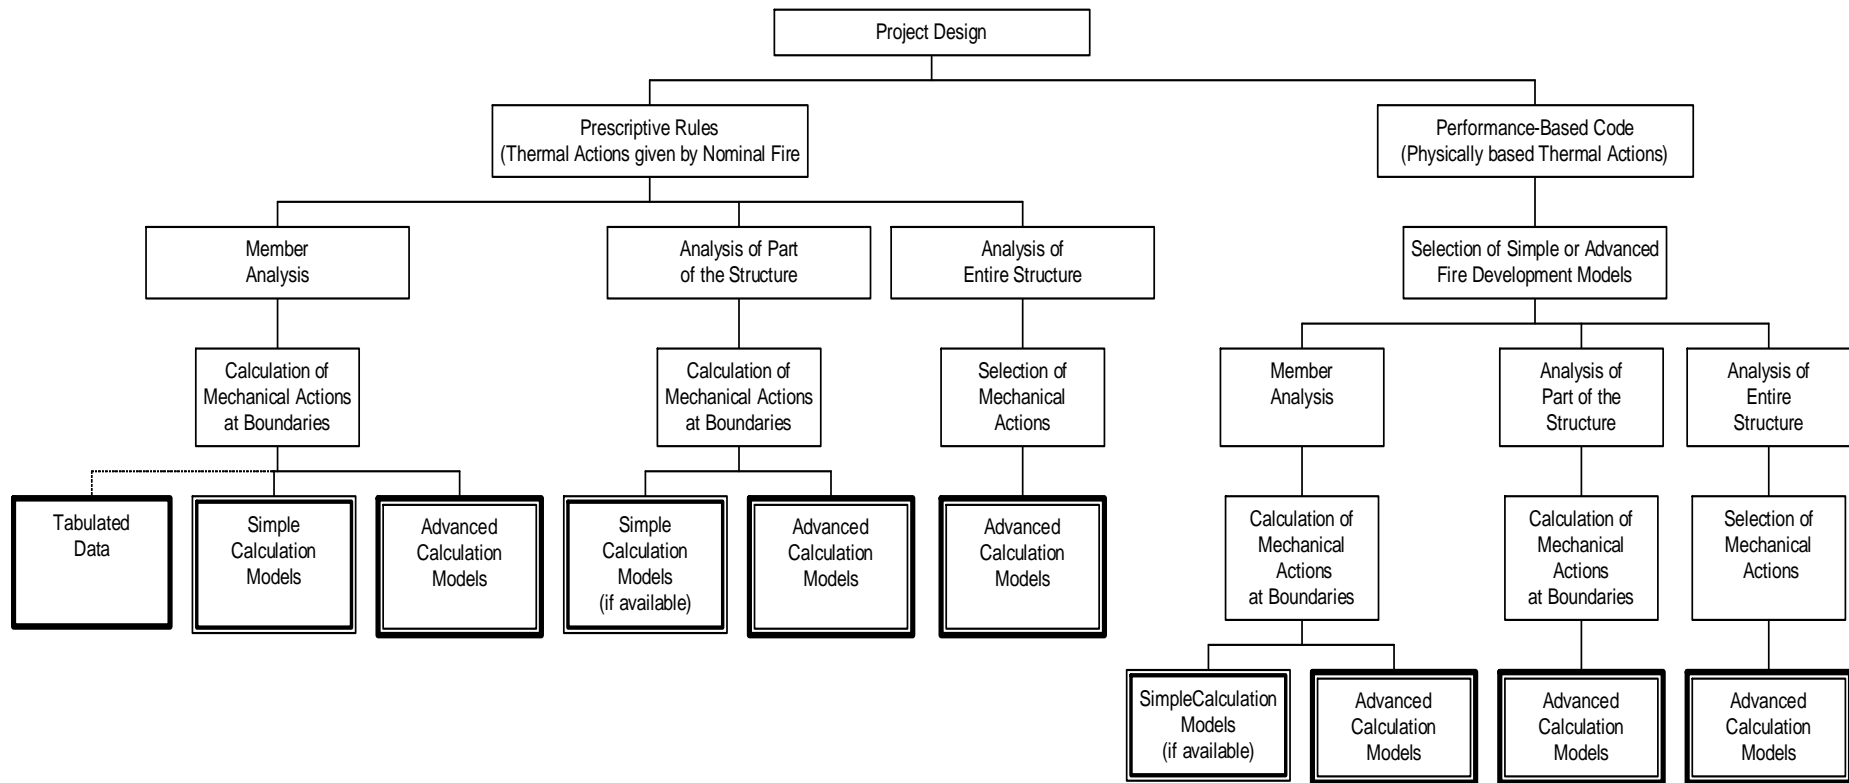 Project Design
Prescriptive Rules
(Thermal Actions given by Nominal Fire
Performance-Based Code
(Physically based Thermal Actions)
Member
Analysis
Analysis of Part
of the Structure
Analysis of
Entire Structure
Selection of Simple or Advanced
Fire Development Models
Calculation of
Mechanical Actions
at Boundaries
Calculation of
Mechanical Actions
at Boundaries
Selection of
Mechanical
Actions
Member
Analysis
Analysis of
Part of the
Structure
Analysis of
Entire
Structure
Tabulated
Data
Simple
Calculation
Models
Advanced
Calculation
Models
Simple
Calculation
Models
(if available)
Advanced
Calculation
Models
Advanced
Calculation
Models
Calculation of
Mechanical
Actions
at Boundaries
Calculation of
Mechanical
Actions
at Boundaries
Selection of
Mechanical
Actions
SimpleCalculation
Models
(if available)
Advanced
Calculation
Models
Advanced
Calculation
Models
Advanced
Calculation
Models